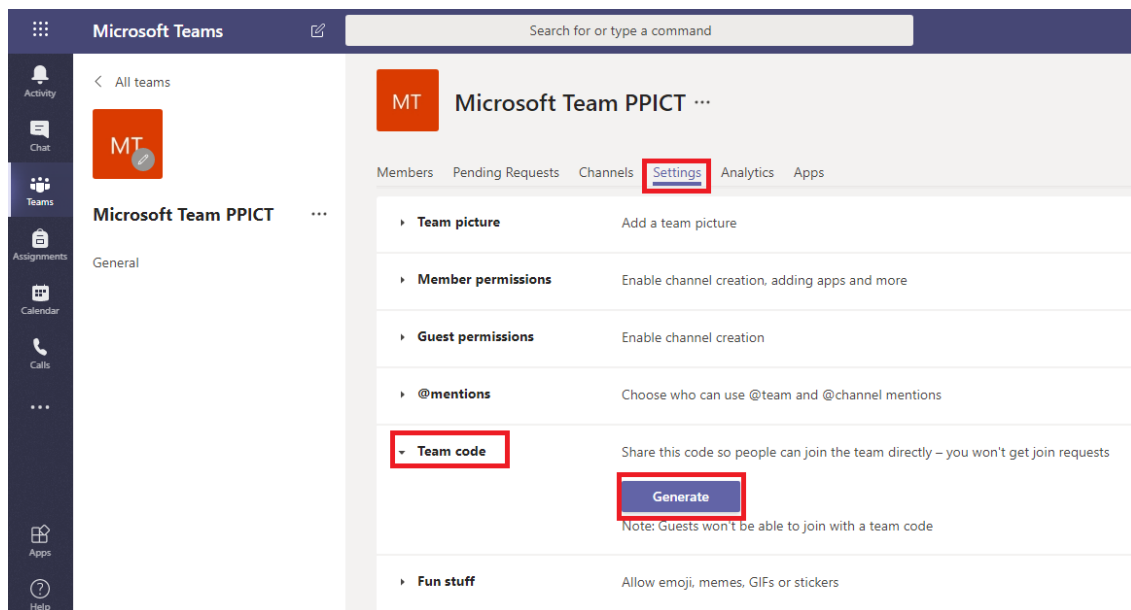 Microsoft Teams
Search for or type a command
Activity
Chat
Teams
Assignments
Calendar
Calls
Apps
Help
All teams
MT
Microsoft Team PPICT
General
MT
Microsoft Team PPICT
Members Pending Requests Channels Settings Analytics Apps
Team picture Add a team picture
Member permissions Enable channel creation, adding apps and more
Guest permissions Enable channel creation
@mentions Choose who can use @team and @channel mentions
Team code Share this code so people can join the team directly – you won't get join requests
Generate
Note: Guests won't be able to join with a team code
Fun stuff Allow emoji, memes, GIFs or stickers